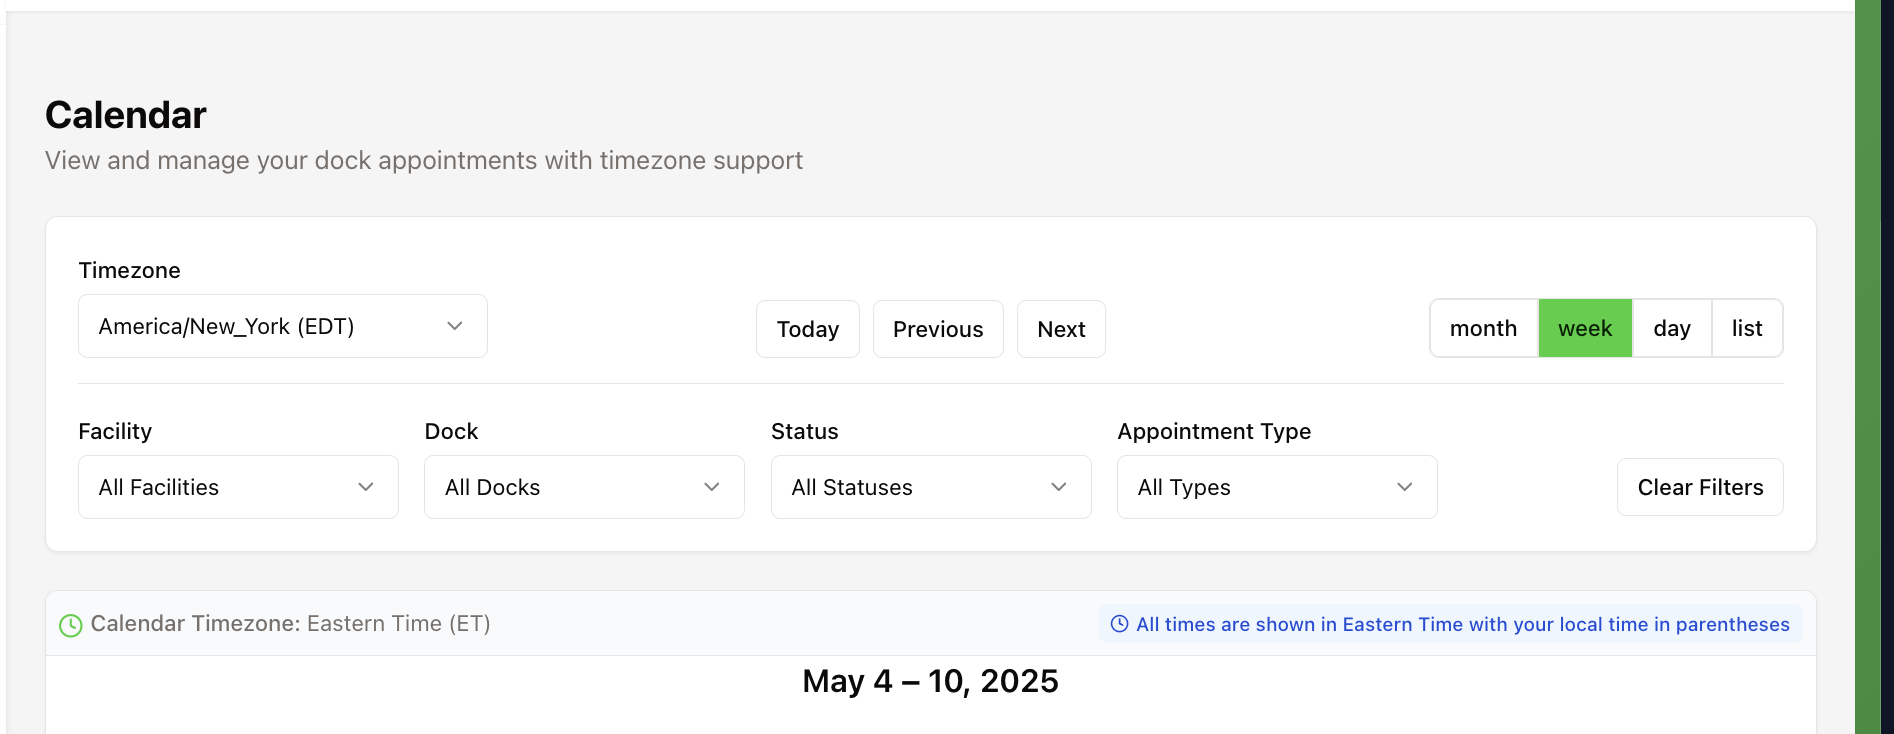 Calendar
View and manage your dock appointments with timezone support
Timezone
America/New_York (EDT)
Today
Previous
Next
month
week
day
list
Facility
Dock
Status
Appointment Type
All Facilities
All Docks
All Statuses
All Types
Clear Filters
Calendar Timezone: Eastern Time (ET)
All times are shown in Eastern Time with your local time in parentheses
May 4 – 10, 2025